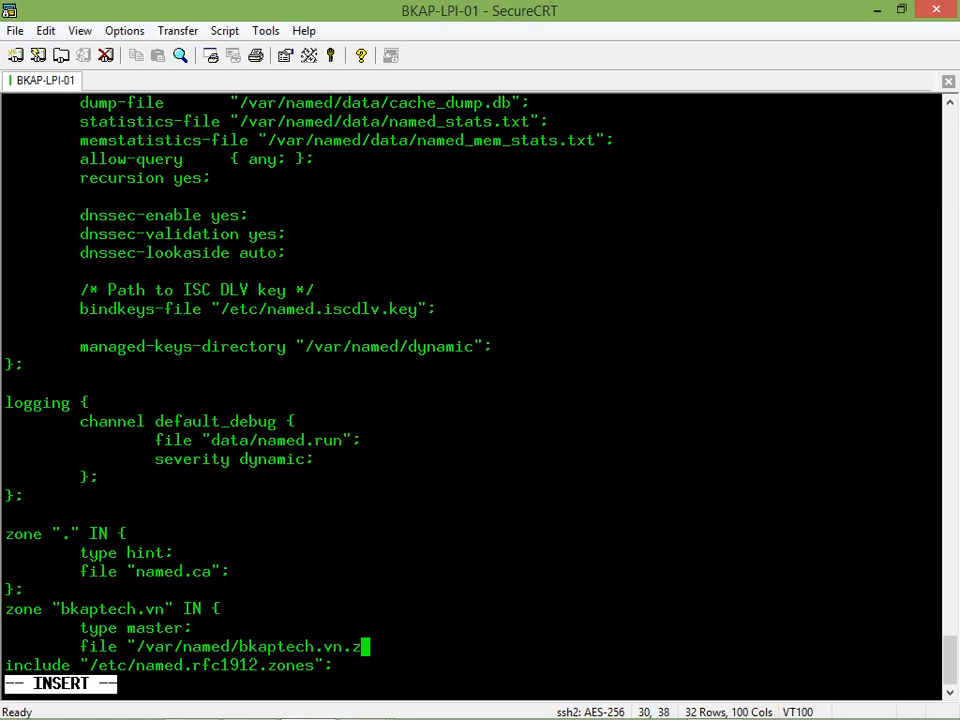 BKAP-LPI-01 - SecureCRT
File Edit View Options Transfer Script Tools Help
BKAP-LPI-01
dump-file "/var/named/data/cache_dump.db";
statistics-file "/var/named/data/named_stats.txt";
memstatistics-file "/var/named/data/named_mem_stats.txt";
allow-query { any; };
recursion yes;
dnssec-enable yes;
dnssec-validation yes;
dnssec-lookaside auto;
/* Path to ISC DLV key */
bindkeys-file "/etc/named.iscdlv.key";
managed-keys-directory "/var/named/dynamic";
};
logging {
channel default_debug {
file "data/named.run";
severity dynamic;
};
};
zone "." IN {
type hint;
file "named.ca";
};
zone "bkaptech.vn" IN {
type master;
file "/var/named/bkaptech.vn.z
include "/etc/named.rfc1912.zones";
-- INSERT --
Ready ssh2: AES-256 30, 38 32 Rows, 100 Cols VT100